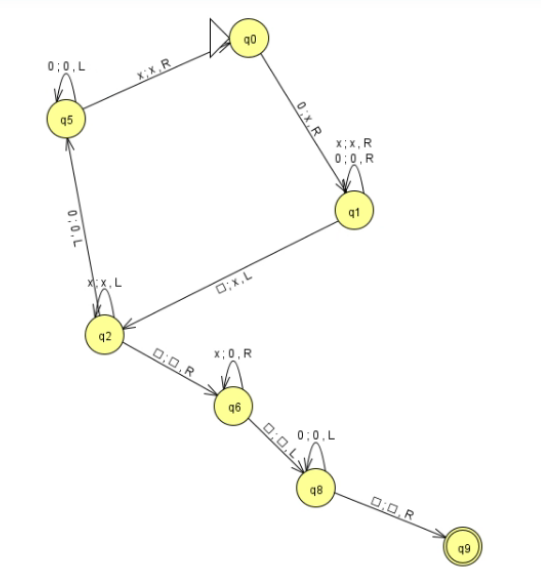 q0
0;0,L
x;x,R
q5
0;x,R
x;x,R
0;0,R
q1
0;0,L
□;x,L
x;x,L
q2
□;□,R
x;0,R
q6
□;□,L
0;0,L
q8
□;□,R
q9